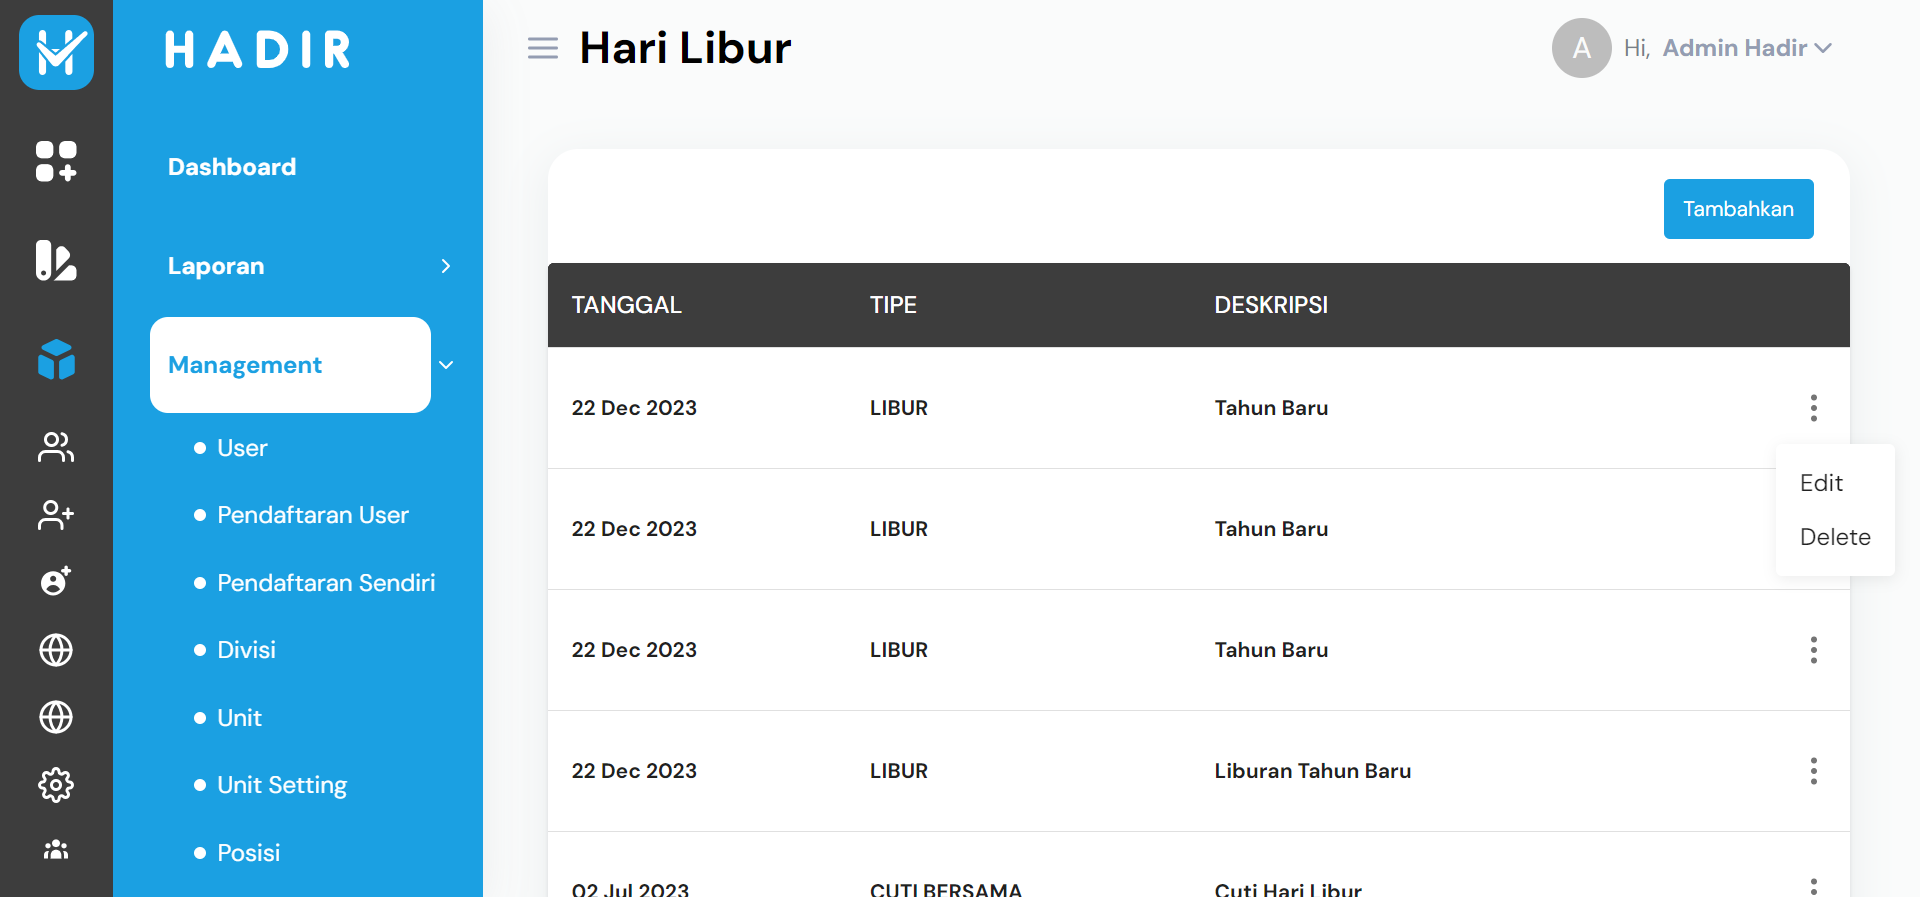 HADIR
Hari Libur
A
Hi, Admin Hadir
Dashboard
Laporan
Management
User
Pendaftaran User
Pendaftaran Sendiri
Divisi
Unit
Unit Setting
Posisi
Tambahkan
TANGGAL TIPE DESKRIPSI
22 Dec 2023 LIBUR Tahun Baru
Edit
Delete
22 Dec 2023 LIBUR Tahun Baru
22 Dec 2023 LIBUR Tahun Baru
22 Dec 2023 LIBUR Liburan Tahun Baru
02 Jul 2023 CUTI BERSAMA Cuti Hari Libur